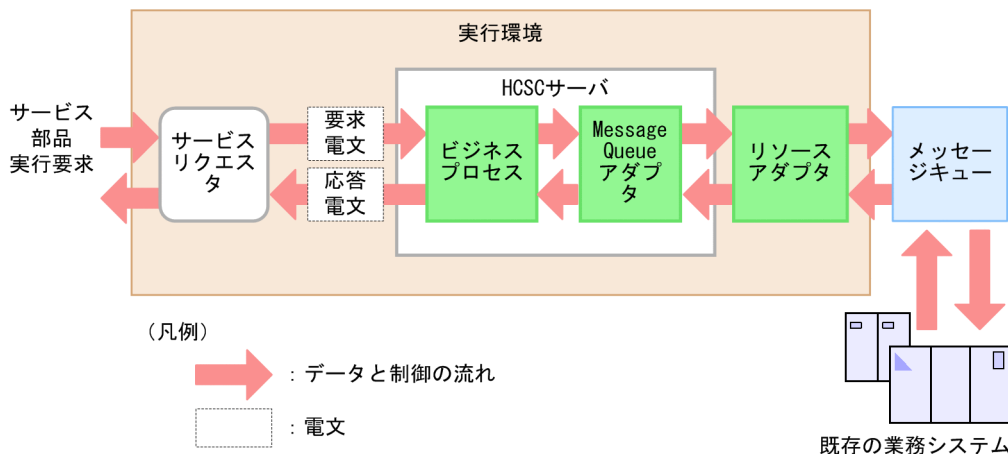 実行環境
HCSCサーバ
サービス
部品
実行要求
サービス
リクエス
タ
要求
電文
応答
電文
ビジネス
プロセス
Message
Queue
アダプ
タ
リソース
アダプタ
メッセー
ジキュー
既存の業務システム
（凡例）
：データと制御の流れ
：電文